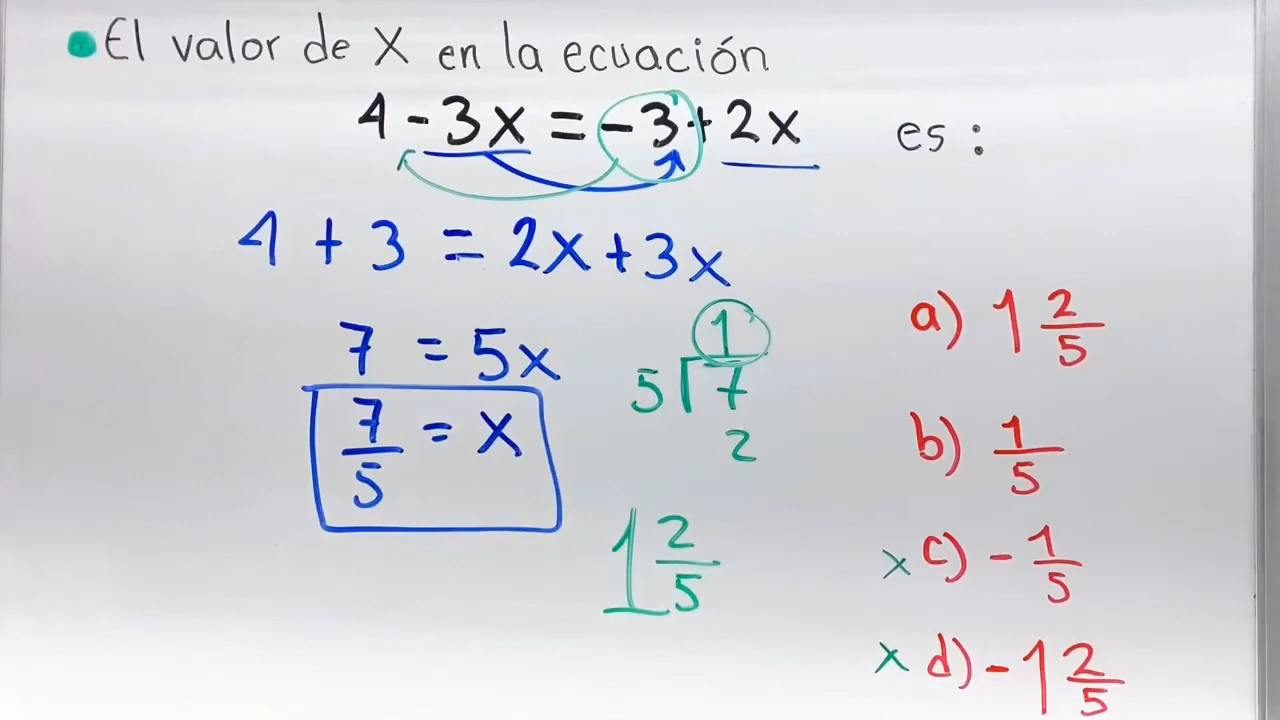 El valor de X en la ecuación
4 - 3x = -3 + 2x es :
4 + 3 = 2x + 3x
7 = 5x
7/5 = x
1
5 7
2
1 2/5
a) 1 2/5
b) 1/5
x c) - 1/5
x d) - 1 2/5